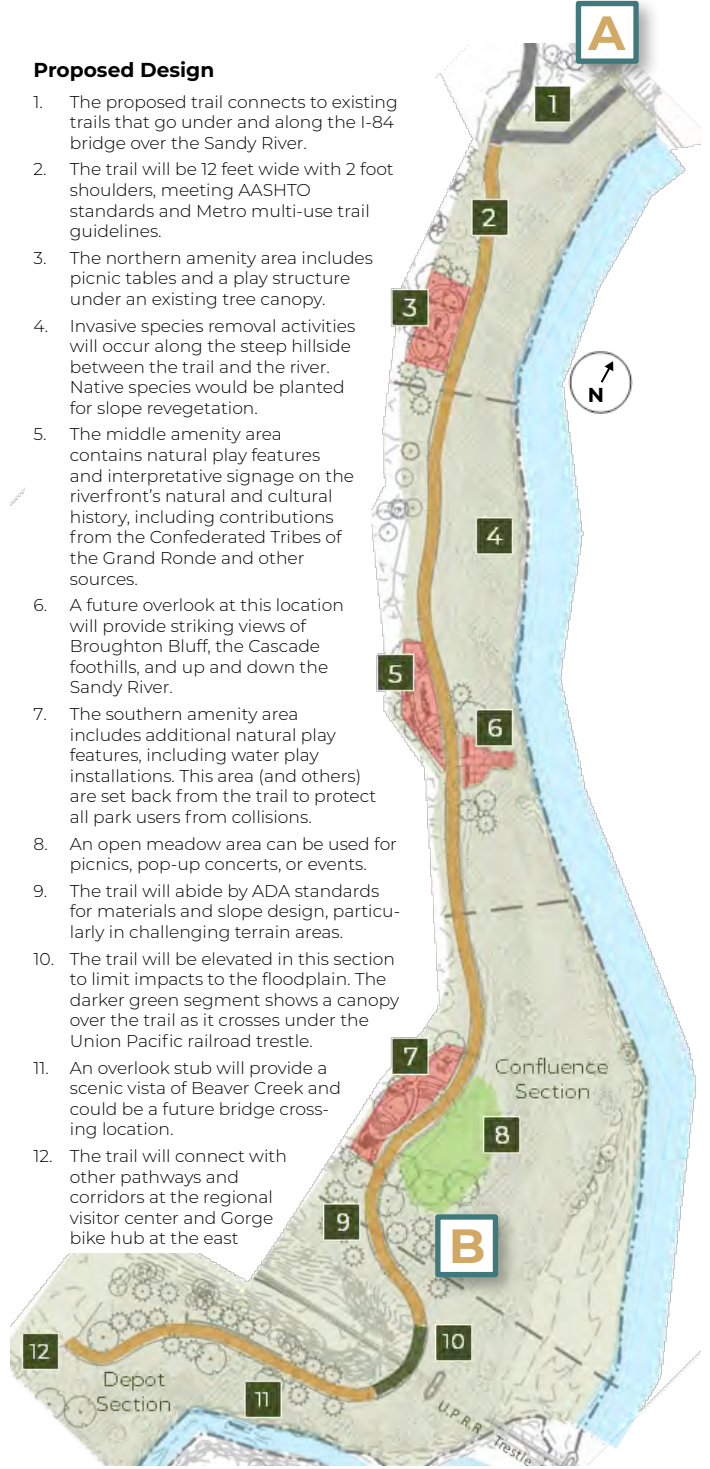 Proposed Design
1. The proposed trail connects to existing
trails that go under and along the I-84
bridge over the Sandy River.
2. The trail will be 12 feet wide with 2 foot
shoulders, meeting AASHTO
standards and Metro multi-use trail
guidelines.
3. The northern amenity area includes
picnic tables and a play structure
under an existing tree canopy.
4. Invasive species removal activities
will occur along the steep hillside
between the trail and the river.
Native species would be planted
for slope revegetation.
5. The middle amenity area
contains natural play features
and interpretative signage on the
riverfront's natural and cultural
history, including contributions
from the Confederated Tribes of
the Grand Ronde and other
sources.
6. A future overlook at this location
will provide striking views of
Broughton Bluff, the Cascade
foothills, and up and down the
Sandy River.
7. The southern amenity area
includes additional natural play
features, including water play
installations. This area (and others)
are set back from the trail to protect
all park users from collisions.
8. An open meadow area can be used for
picnics, pop-up concerts, or events.
9. The trail will abide by ADA standards
for materials and slope design, particu-
larly in challenging terrain areas.
10. The trail will be elevated in this section
to limit impacts to the floodplain. The
darker green segment shows a canopy
over the trail as it crosses under the
Union Pacific railroad trestle.
11. An overlook stub will provide a
scenic vista of Beaver Creek and
could be a future bridge cross-
ing location.
12. The trail will connect with
other pathways and
corridors at the regional
visitor center and Gorge
bike hub at the east
A
1
2
3
N
4
5
6
7
Confluence
Section
8
9
B
10
12
Depot
Section
11
U.P.R.R. Trestle